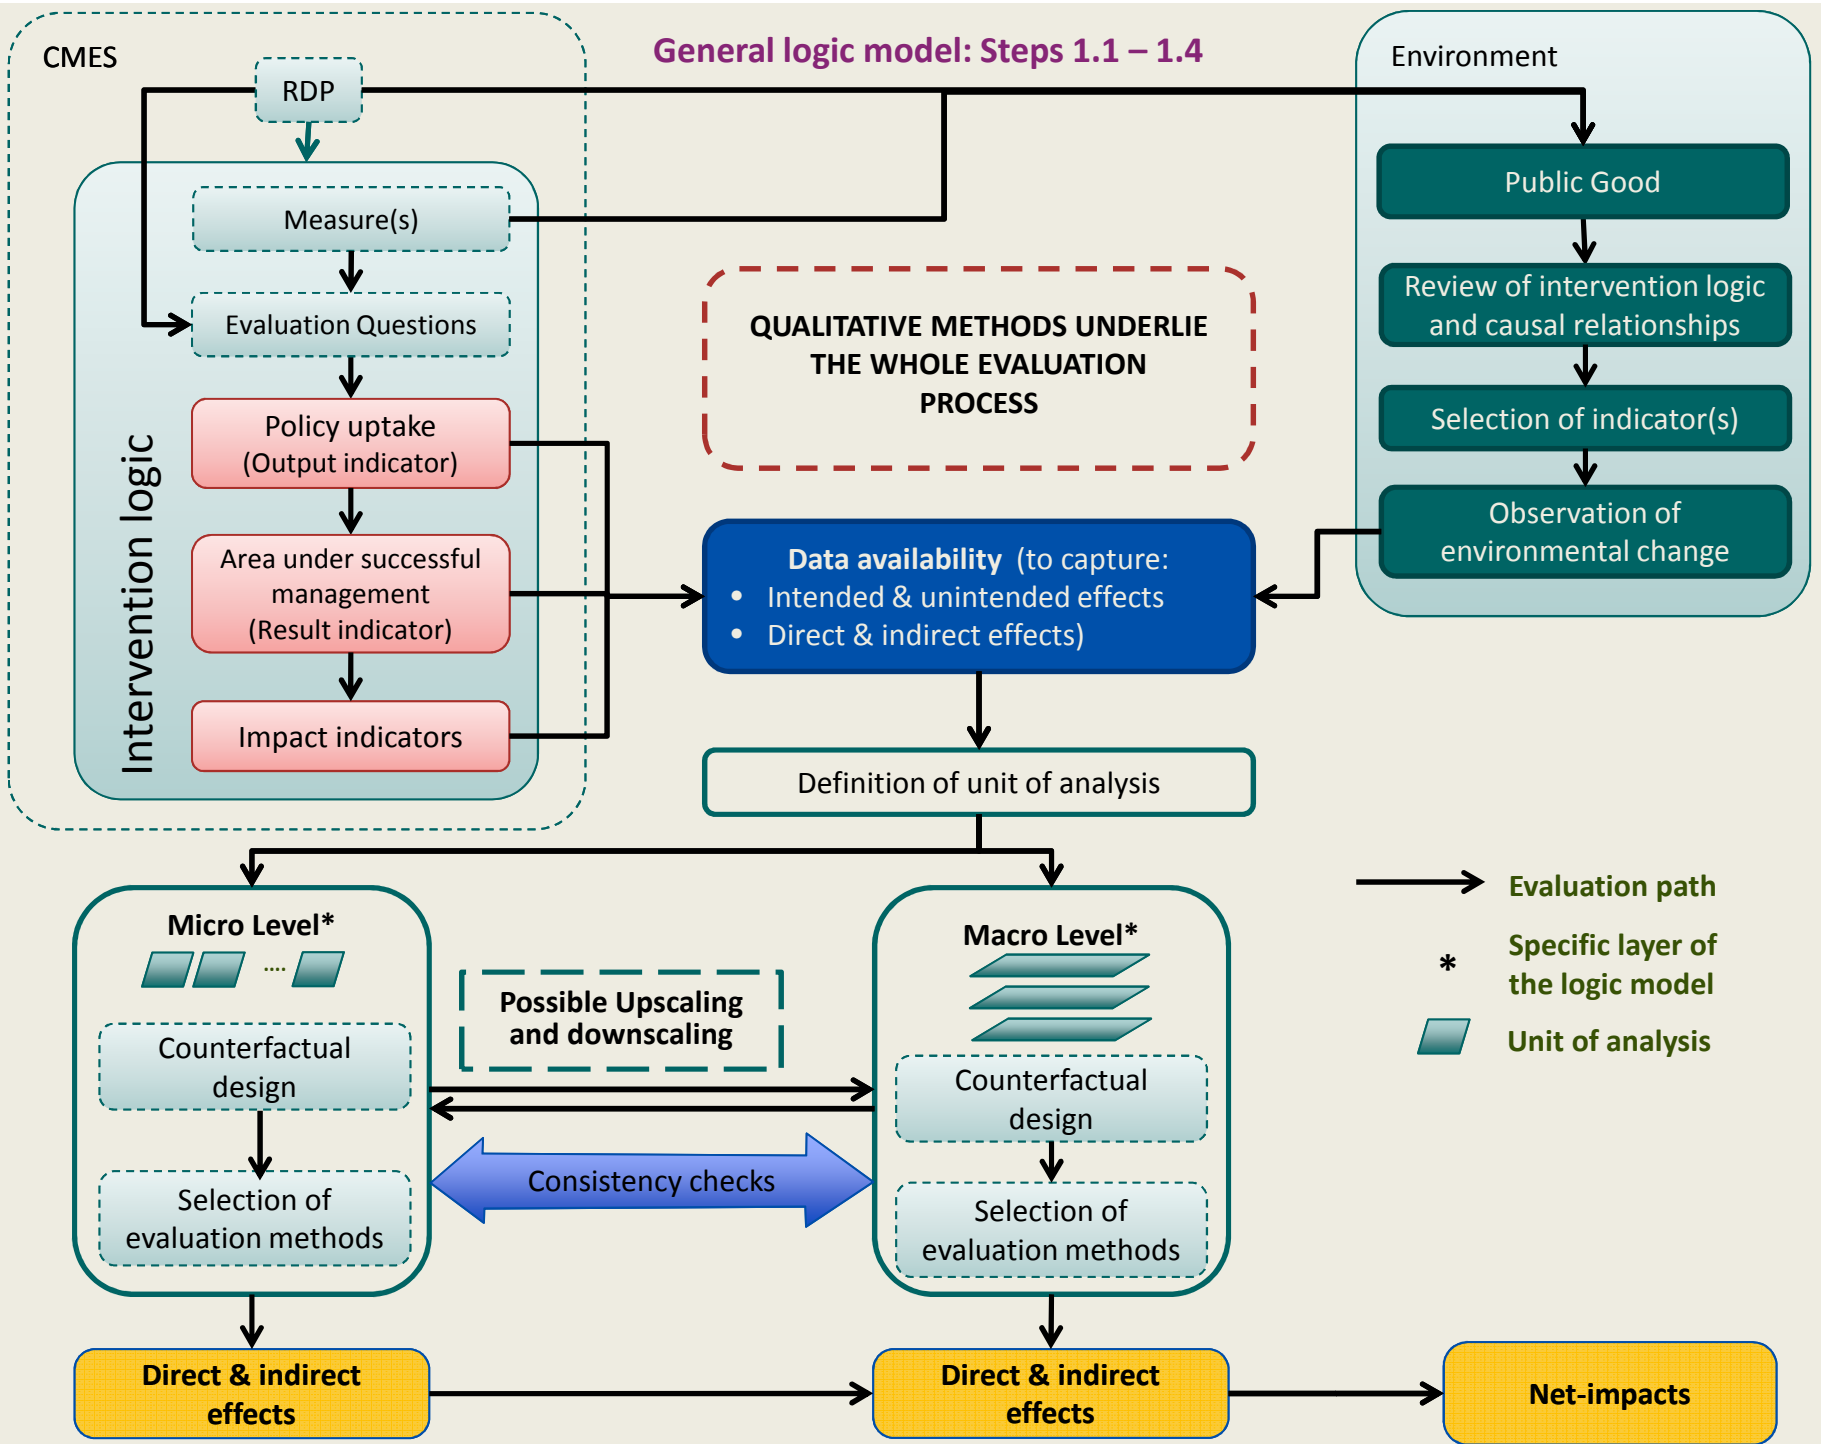 General logic model: Steps 1.1 – 1.4
CMES
RDP
Intervention logic
Measure(s)
Evaluation Questions
Policy uptake
(Output indicator)
Area under successful
management
(Result indicator)
Impact indicators
Environment
Public Good
Review of intervention logic
and causal relationships
Selection of indicator(s)
Observation of
environmental change
QUALITATIVE METHODS UNDERLIE
THE WHOLE EVALUATION
PROCESS
Data availability (to capture:
• Intended & unintended effects
• Direct & indirect effects)
Definition of unit of analysis
Micro Level*
....
Counterfactual
design
Selection of
evaluation methods
Possible Upscaling
and downscaling
Consistency checks
Macro Level*
Counterfactual
design
Selection of
evaluation methods
Evaluation path
* Specific layer of
the logic model
Unit of analysis
Direct & indirect
effects
Direct & indirect
effects
Net-impacts